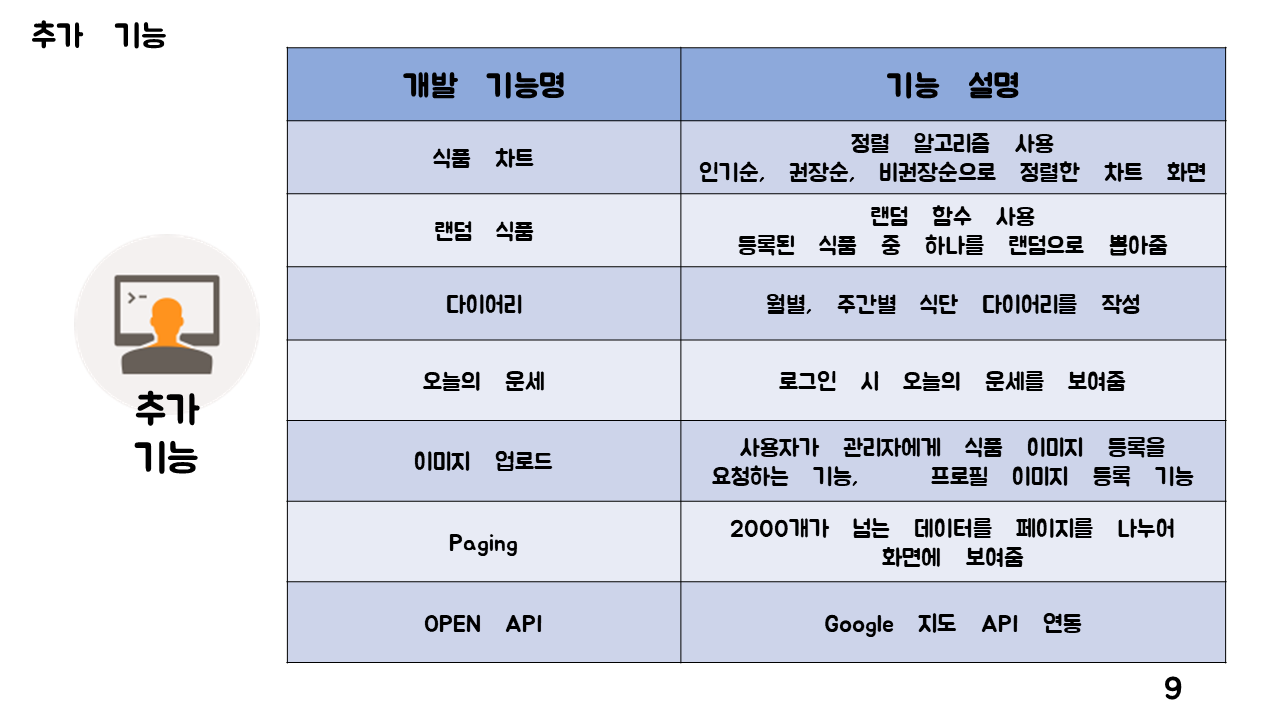 추가 기능
개발 기능명
기능 설명
식품 차트
정렬 알고리즘 사용
인기순, 권장순, 비권장순으로 정렬한 차트 화면
랜덤 식품
랜덤 함수 사용
등록된 식품 중 하나를 랜덤으로 뽑아줌
다이어리
월별, 주간별 식단 다이어리를 작성
오늘의 운세
로그인 시 오늘의 운세를 보여줌
이미지 업로드
사용자가 관리자에게 식품 이미지 등록을
요청하는 기능, 프로필 이미지 등록 기능
Paging
2000개가 넘는 데이터를 페이지를 나누어
화면에 보여줌
OPEN API
Google 지도 API 연동
>-
추가
기능
9